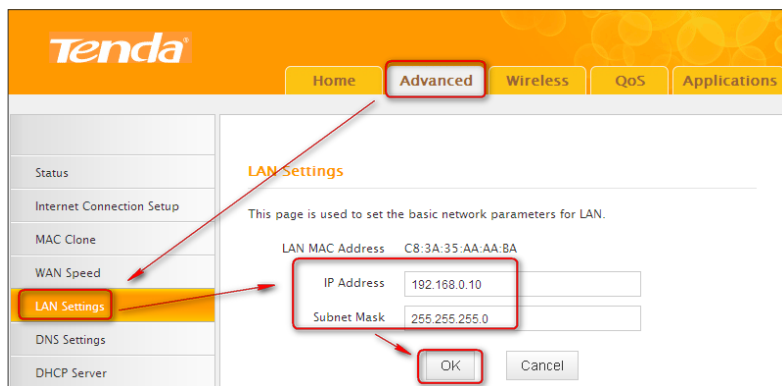 Tenda
Home Advanced Wireless QoS Applications
Status
Internet Connection Setup
MAC Clone
WAN Speed
LAN Settings
DNS Settings
DHCP Server
LAN Settings
This page is used to set the basic network parameters for LAN.
LAN MAC Address C8:3A:35:AA:AA:BA
IP Address 192.168.0.10
Subnet Mask 255.255.255.0
OK Cancel